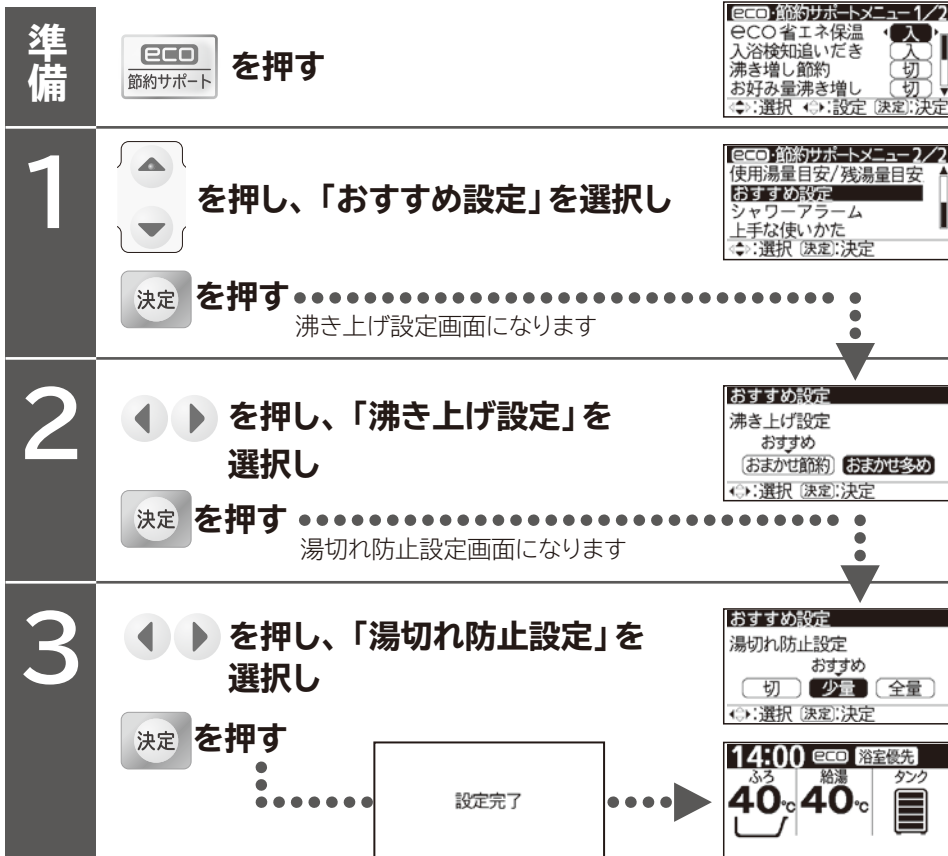 準備
eco
節約サポート
を押す
eco・節約サポートメニュー1/2
eco省エネ保温 入
入浴検知追いだき 入
沸き増し節約 切
お好み量沸き増し 切
:選択 :設定 決定:決定
1
を押し、「おすすめ設定」を選択し
決定 を押す
沸き上げ設定画面になります
eco・節約サポートメニュー2/2
使用湯量目安/残湯量目安
おすすめ設定
シャワーアラーム
上手な使いかた
:選択 決定:決定
2
を押し、「沸き上げ設定」を
選択し
決定 を押す
湯切れ防止設定画面になります
おすすめ設定
沸き上げ設定
おすすめ
おまかせ節約 おまかせ多め
:選択 決定:決定
3
を押し、「湯切れ防止設定」を
選択し
決定 を押す
設定完了
おすすめ設定
湯切れ防止設定
おすすめ
切 少量 全量
:選択 決定:決定
14:00 eco 浴室優先
ふろ 給湯 タンク
40℃ 40℃